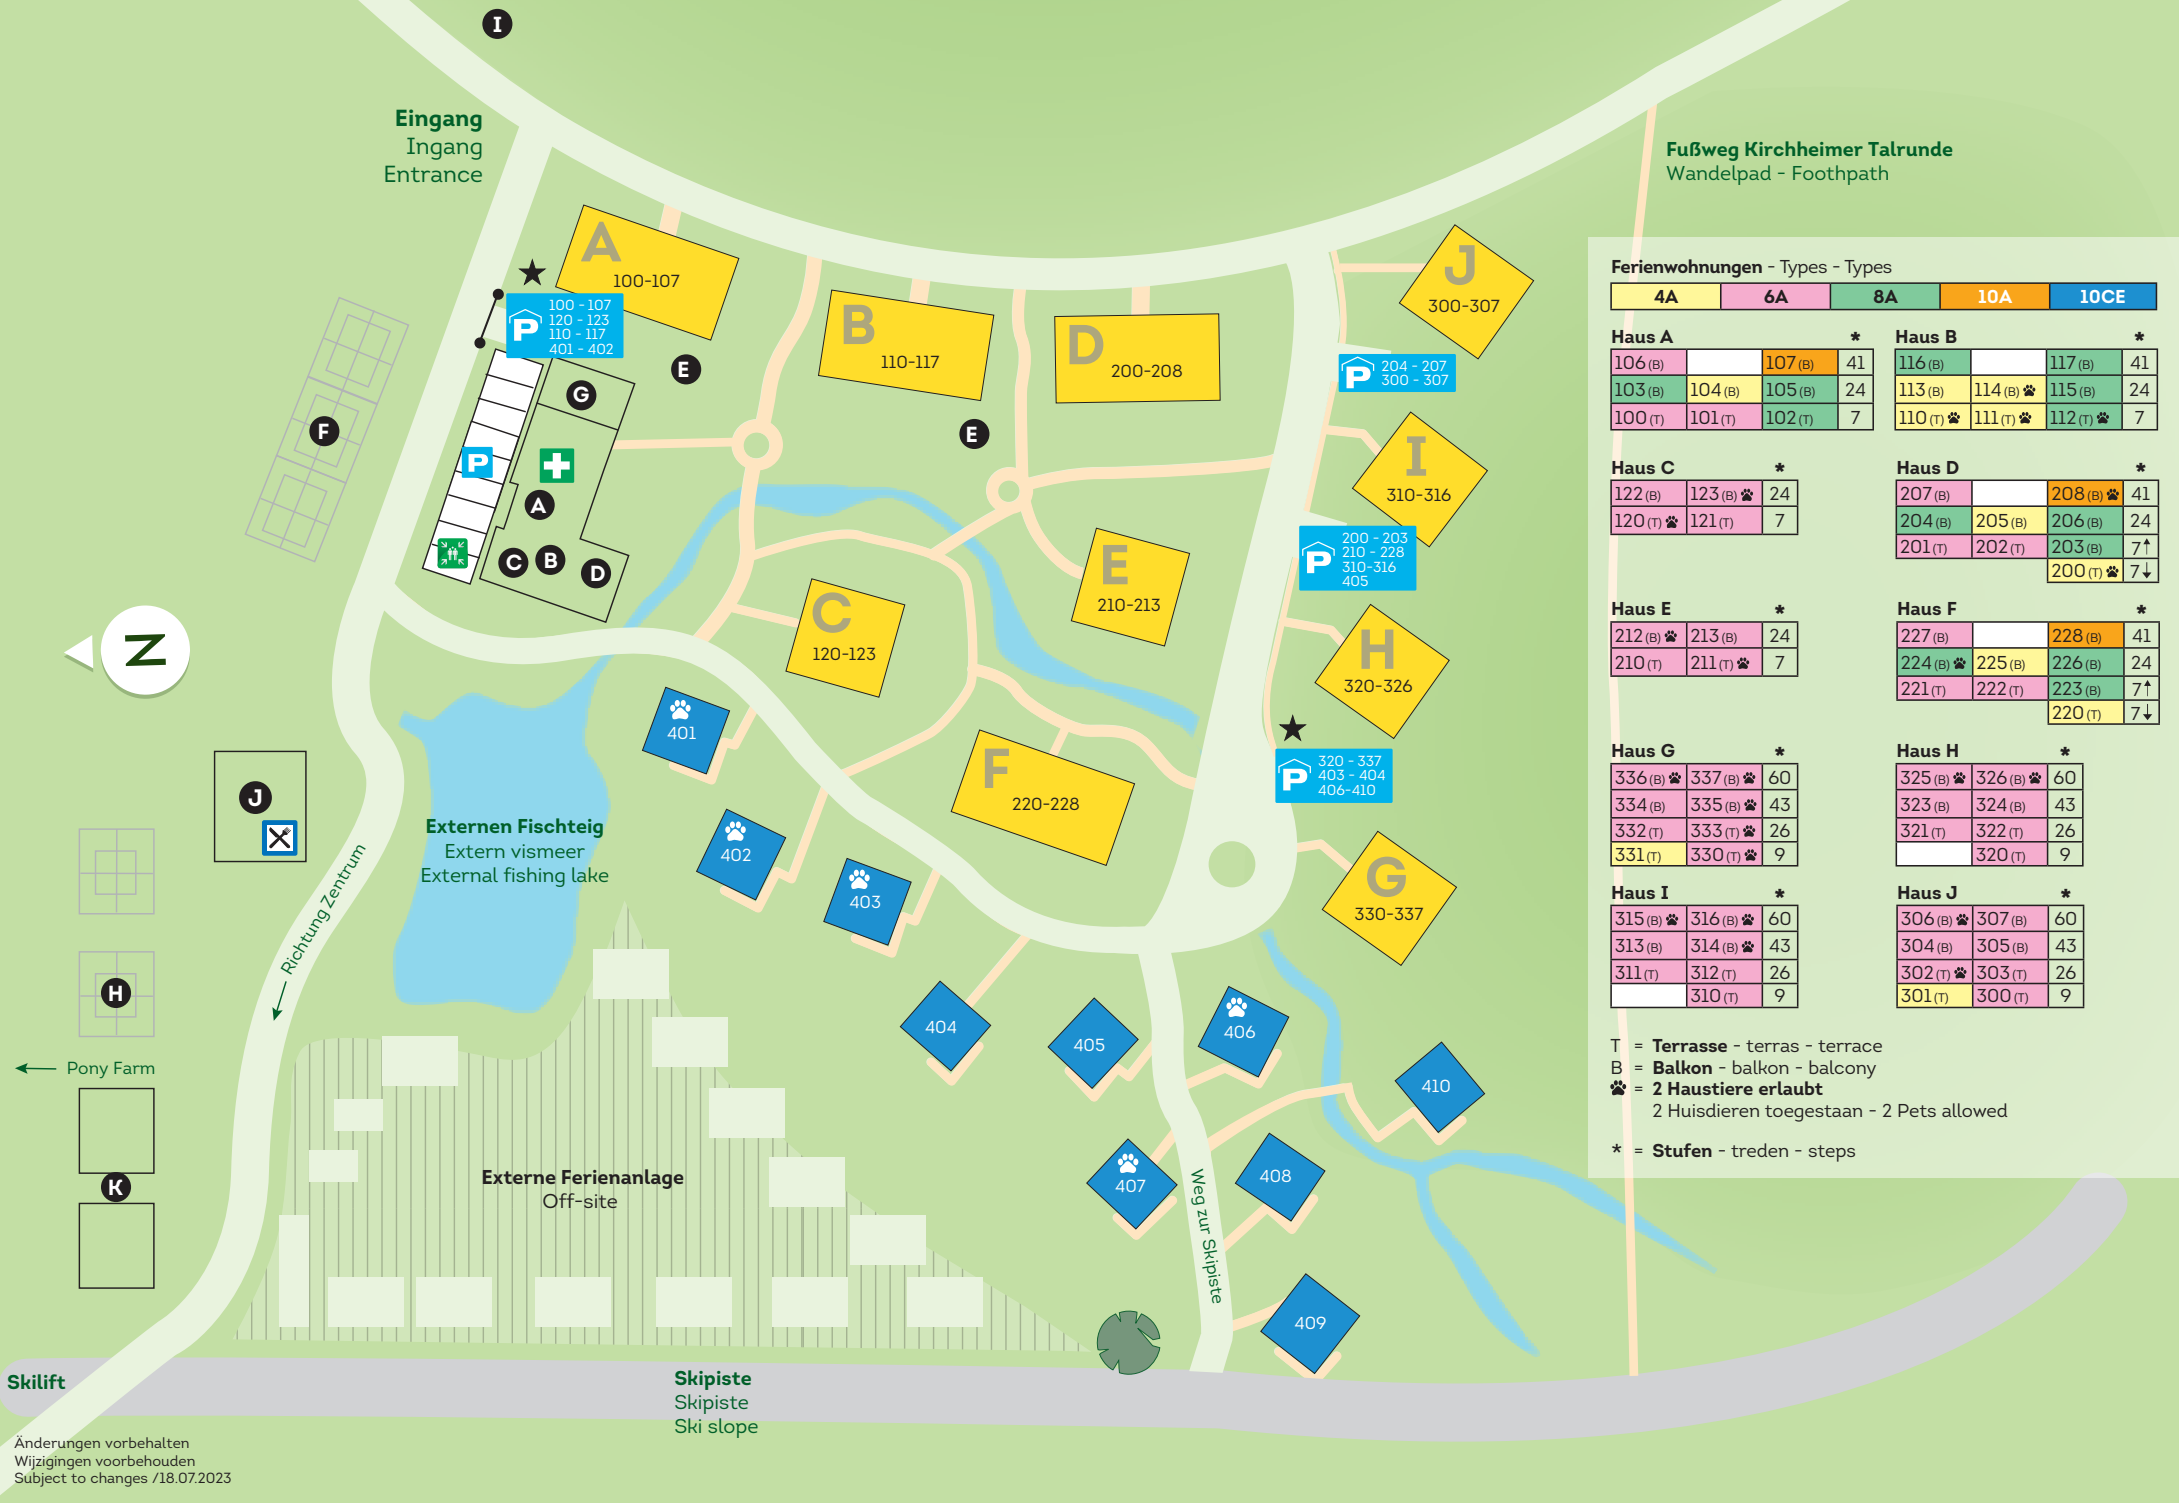 I
Eingang
Ingang
Entrance
Fußweg Kirchheimer Talrunde
Wandelpad - Foothpath
A
100-107
100 - 107
120 - 123
110 - 117
401 - 402
P
B
110-117
D
200-208
J
300-307
P
204 - 207
300 - 307
E
E
F
G
P
A
C
B
D
I
310-316
P
200 - 203
210 - 228
310-316
405
E
210-213
C
120-123
H
320-326
P
320 - 337
403 - 404
406-410
F
220-228
G
330-337
N
J
H
K
401
402
403
404
405
406
407
408
409
410
Externen Fischteig
Extern vismeer
External fishing lake
Richtung Zentrum
Pony Farm
Externe Ferienanlage
Off-site
Weg zur Skipiste
Skilift
Skipiste
Skipiste
Ski slope
Änderungen vorbehalten
Wijzigingen voorbehouden
Subject to changes /18.07.2023
Ferienwohnungen - Types - Types
4A 6A 8A 10A 10CE
Haus A *
106 (B) 107 (B) 41
103 (B) 104 (B) 105 (B) 24
100 (T) 101 (T) 102 (T) 7
Haus B *
116 (B) 117 (B) 41
113 (B) 114 (B) 115 (B) 24
110 (T) 111 (T) 112 (T) 7
Haus C *
122 (B) 123 (B) 24
120 (T) 121 (T) 7
Haus D *
207 (B) 208 (B) 41
204 (B) 205 (B) 206 (B) 24
201 (T) 202 (T) 203 (B) 7↑
200 (T) 7↓
Haus E *
212 (B) 213 (B) 24
210 (T) 211 (T) 7
Haus F *
227 (B) 228 (B) 41
224 (B) 225 (B) 226 (B) 24
221 (T) 222 (T) 223 (B) 7↑
220 (T) 7↓
Haus G *
336 (B) 337 (B) 60
334 (B) 335 (B) 43
332 (T) 333 (T) 26
331 (T) 330 (T) 9
Haus H *
325 (B) 326 (B) 60
323 (B) 324 (B) 43
321 (T) 322 (T) 26
320 (T) 9
Haus I *
315 (B) 316 (B) 60
313 (B) 314 (B) 43
311 (T) 312 (T) 26
310 (T) 9
Haus J *
306 (B) 307 (B) 60
304 (B) 305 (B) 43
302 (T) 303 (T) 26
301 (T) 300 (T) 9
T = Terrasse - terras - terrace
B = Balkon - balkon - balcony
= 2 Haustiere erlaubt
2 Huisdieren toegestaan - 2 Pets allowed
* = Stufen - treden - steps